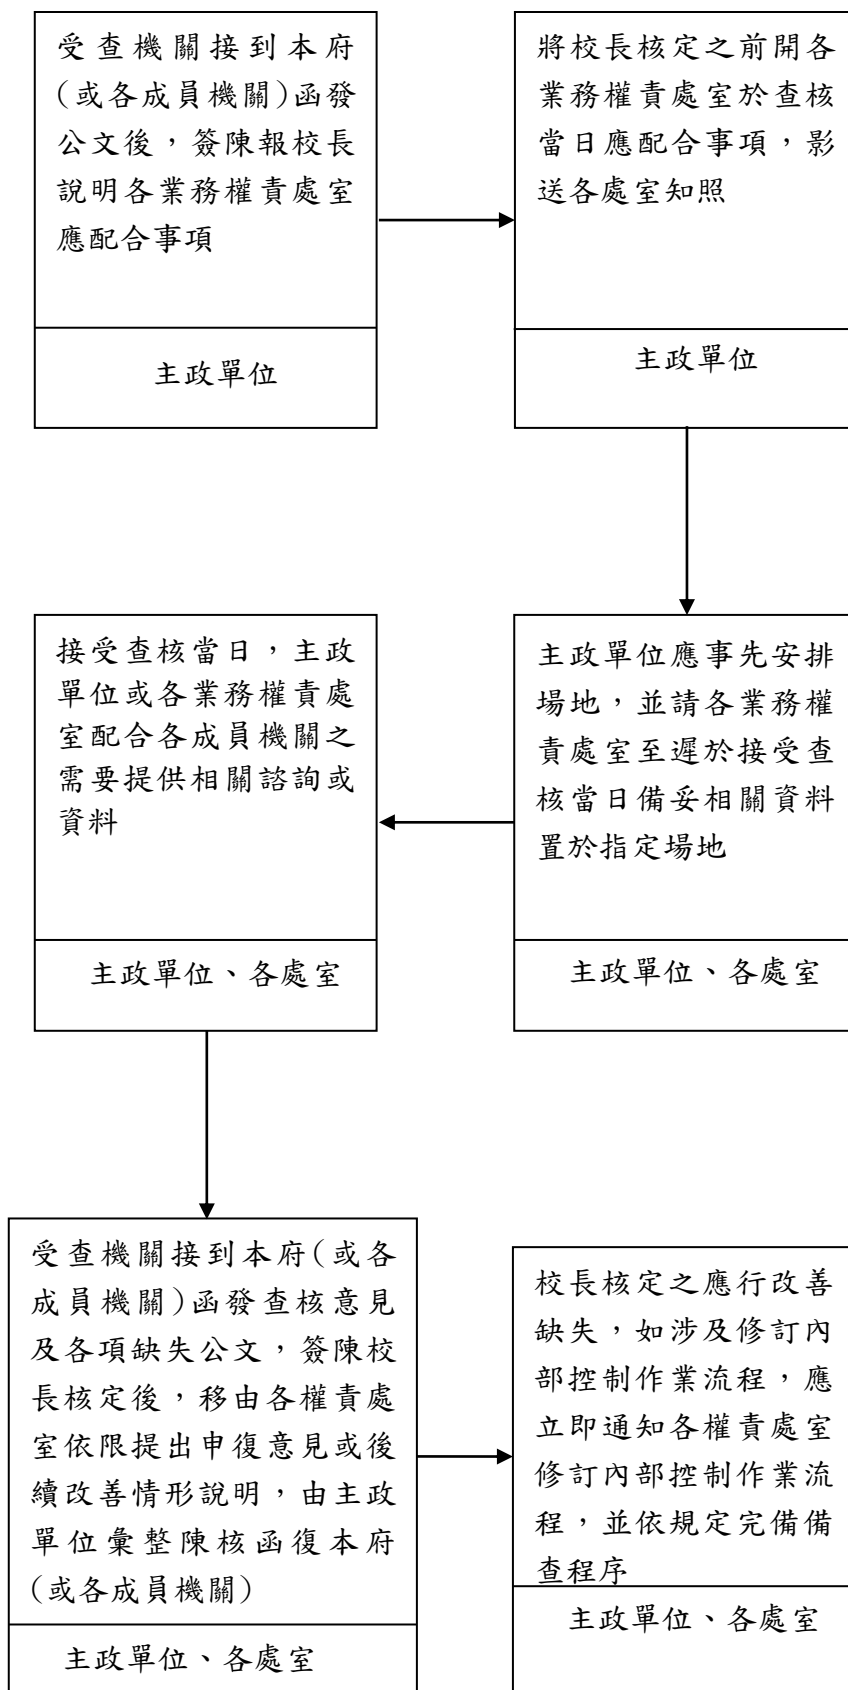 受查機關接到本府
(或各成員機關)函發
公文後，簽陳報校長
說明各業務權責處室
應配合事項
主政單位
將校長核定之前開各
業務權責處室於查核
當日應配合事項，影
送各處室知照
主政單位
主政單位應事先安排
場地，並請各業務權
責處室至遲於接受查
核當日備妥相關資料
置於指定場地
主政單位、各處室
接受查核當日，主政
單位或各業務權責處
室配合各成員機關之
需要提供相關諮詢或
資料
主政單位、各處室
受查機關接到本府(或各
成員機關)函發查核意見
及各項缺失公文，簽陳校
長核定後，移由各權責處
室依限提出申復意見或後
續改善情形說明，由主政
單位彙整陳核函復本府
(或各成員機關)
主政單位、各處室
校長核定之應行改善
缺失，如涉及修訂內
部控制作業流程，應
立即通知各權責處室
修訂內部控制作業流
程，並依規定完備備
查程序
主政單位、各處室